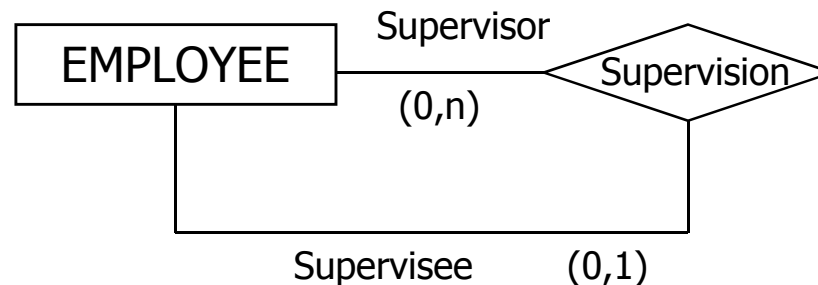 Supervisor
EMPLOYEE
Supervision
(0,n)
Supervisee (0,1)